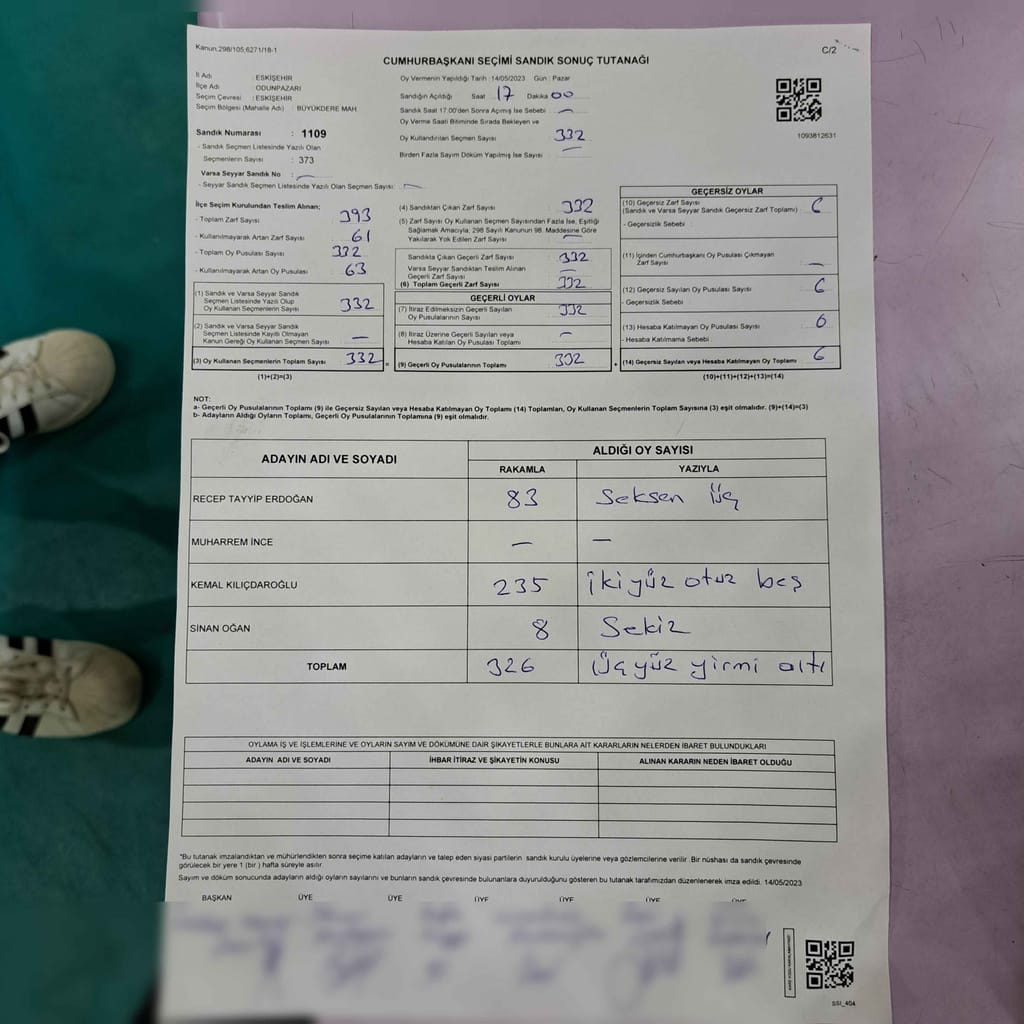 Kanun;298/105;6271/18-1
C/2
CUMHURBAŞKANI SEÇİMİ SANDIK SONUÇ TUTANAĞI
İl Adı : ESKİŞEHİR
İlçe Adı : ODUNPAZARI
Seçim Çevresi : ESKİŞEHİR
Seçim Bölgesi (Mahalle Adı) : BÜYÜKDERE MAH.
Sandık Numarası : 1109
- Sandık Seçmen Listesinde Yazılı Olan
Seçmenlerin Sayısı : 373
Varsa Seyyar Sandık No : —
- Seyyar Sandık Seçmen Listesinde Yazılı Olan Seçmen Sayısı : —
Oy Vermenin Yapıldığı Tarih : 14/05/2023 Gün : Pazar
Sandığın Açıldığı Saat 17 Dakika 00
Sandık Saat 17.00'den Sonra Açımış İse Sebebi : —
Oy Verme Saati Bitiminde Sırada Bekleyen ve
Oy Kullandırılan Seçmen Sayısı 332
Birden Fazla Sayım Döküm Yapılmış İse Sayısı : —
1093812631
İlçe Seçim Kurulundan Teslim Alınan;
- Toplam Zarf Sayısı 393
- Kullanılmayarak Artan Zarf Sayısı 61
- Toplam Oy Pusulası Sayısı 332
- Kullanılmayarak Artan Oy Pusulası 63
(1) Sandık ve Varsa Seyyar Sandık
Seçmen Listesinde Yazılı Olup
Oy Kullanan Seçmenlerin Sayısı 332
(2) Sandık ve Varsa Seyyar Sandık
Seçmen Listesinde Kayıtlı Olmayan
Kanun Gereği Oy Kullanan Seçmen Sayısı —
(3) Oy Kullanan Seçmenlerin Toplam Sayısı 332
(1)+(2)=(3)
(4) Sandıktan Çıkan Zarf Sayısı 332
(5) Zarf Sayısı Oy Kullanan Seçmen Sayısından Fazla İse, Eşitliği
Sağlamak Amacıyla, 298 Sayılı Kanunun 98. Maddesine Göre
Yakılarak Yok Edilen Zarf Sayısı —
Sandıkta Çıkan Geçerli Zarf Sayısı 332
Varsa Seyyar Sandıktan Teslim Alınan
Geçerli Zarf Sayısı —
(6) Toplam Geçerli Zarf Sayısı 332
GEÇERLİ OYLAR
(7) İtiraz Edilmeksizin Geçerli Sayılan
Oy Pusulalarının Sayısı 332
(8) İtiraz Üzerine Geçerli Sayılan veya
Hesaba Katılan Oy Pusulası Toplamı —
= (9) Geçerli Oy Pusulalarının Toplamı 332
GEÇERSİZ OYLAR
(10) Geçersiz Zarf Sayısı
(Sandık ve Varsa Seyyar Sandık Geçersiz Zarf Toplamı) 6
- Geçersizlik Sebebi :
(11) İçinden Cumhurbaşkanı Oy Pusulası Çıkmayan
Zarf Sayısı —
(12) Geçersiz Sayılan Oy Pusulası Sayısı 6
- Geçersizlik Sebebi :
(13) Hesaba Katılmayan Oy Pusulası Sayısı 6
- Hesaba Katılmama Sebebi :
+ (14) Geçersiz Sayılan veya Hesaba Katılmayan Oy Toplamı 6
(10)+(11)+(12)+(13)=(14)
NOT:
a- Geçerli Oy Pusulalarının Toplamı (9) ile Geçersiz Sayılan veya Hesaba Katılmayan Oy Toplamı (14) Toplamları, Oy Kullanan Seçmenlerin Toplam Sayısına (3) eşit olmalıdır. (9)+(14)=(3)
b- Adayların Aldığı Oyların Toplamı, Geçerli Oy Pusulalarının Toplamına (9) eşit olmalıdır.
ADAYIN ADI VE SOYADI ALDIĞI OY SAYISI
RAKAMLA YAZIYLA
RECEP TAYYİP ERDOĞAN 83 Seksen üç
MUHARREM İNCE — —
KEMAL KILIÇDAROĞLU 235 iki yüz otuz beş
SİNAN OĞAN 8 Sekiz
TOPLAM 326 üç yüz yirmi altı
OYLAMA İŞ VE İŞLEMLERİNE VE OYLARIN SAYIM VE DÖKÜMÜNE DAİR ŞİKAYETLERLE BUNLARA AİT KARARLARIN NELERDEN İBARET BULUNDUKLARI
ADAYIN ADI VE SOYADI İHBAR İTİRAZ VE ŞİKAYETİN KONUSU ALINAN KARARIN NEDEN İBARET OLDUĞU
*Bu tutanak imzalandıktan ve mühürlendikten sonra seçime katılan adayların ve talep eden siyasi partilerin sandık kurulu üyelerine veya gözlemcilerine verilir. Bir nüshası da sandık çevresinde
görülecek bir yere 1 (bir ) hafta süreyle asılır.
Sayım ve döküm sonucunda adayların aldığı oyların sayılarını ve bunların sandık çevresinde bulunanlara duyurulduğunu gösteren bu tutanak tarafımızdan düzenlenerek imza edildi. 14/05/2023
BAŞKAN ÜYE ÜYE ÜYE ÜYE ÜYE ÜYE
SSI_404